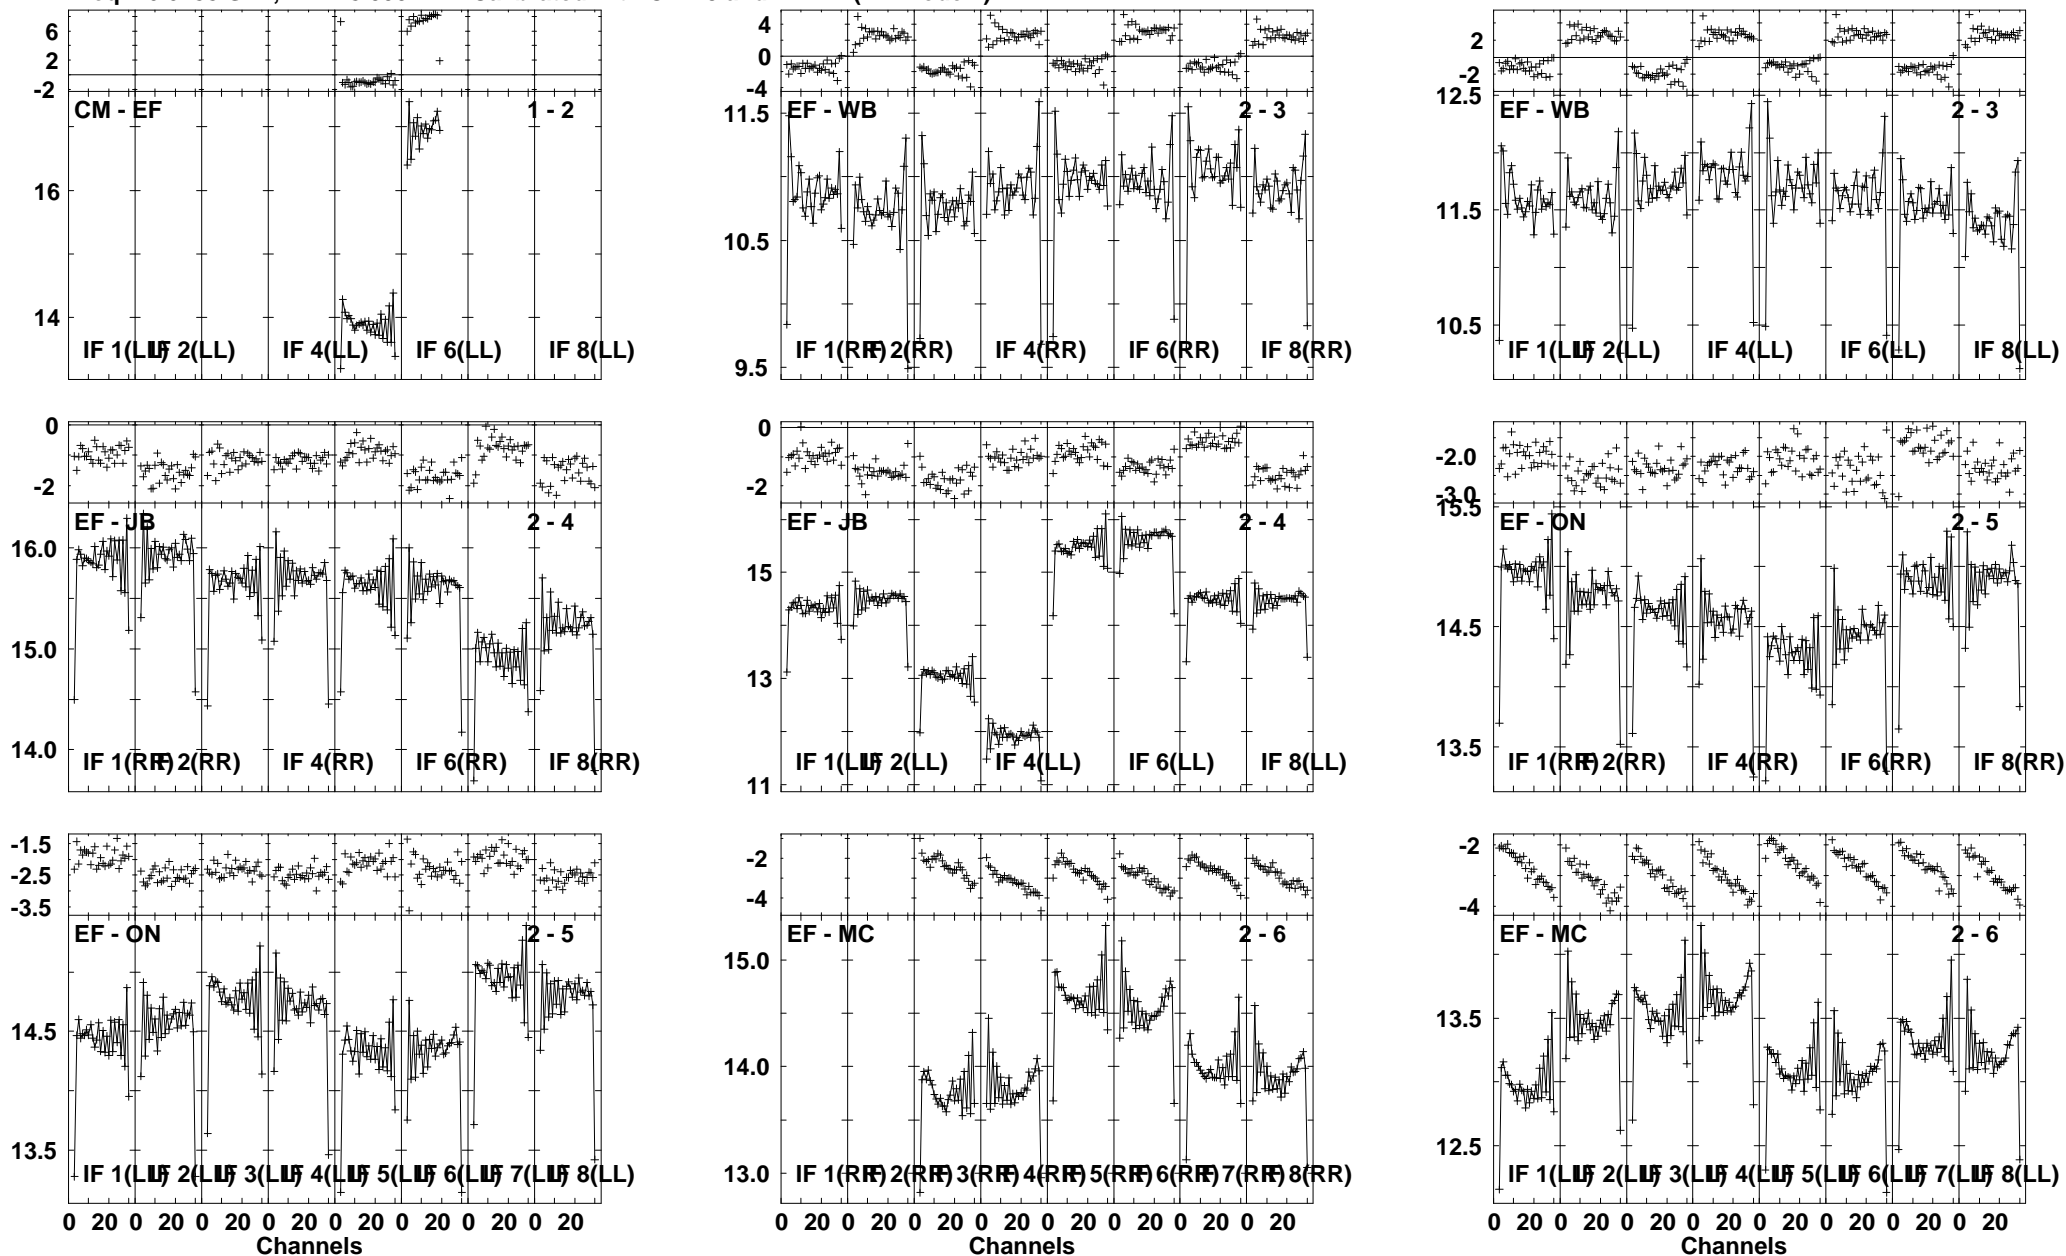 6
2
-2
CM - EF
1 - 2
16
14
IF 1(LL)
IF 2(LL)
IF 4(LL)
IF 6(LL)
IF 8(LL)
4
0
-4
11.5
EF - WB
2 - 3
10.5
9.5
IF 1(RR)
IF 2(RR)
IF 4(RR)
IF 6(RR)
IF 8(RR)
2
-2
12.5
EF - WB
2 - 3
11.5
10.5
IF 1(LL)
IF 2(LL)
IF 4(LL)
IF 6(LL)
IF 8(LL)
0
-2
EF - JB
2 - 4
16.0
15.0
14.0
IF 1(RR)
IF 2(RR)
IF 4(RR)
IF 6(RR)
IF 8(RR)
0
-2
EF - JB
2 - 4
15
13
11
IF 1(LL)
IF 2(LL)
IF 4(LL)
IF 6(LL)
IF 8(LL)
-2.0
-3.0
15.5
EF - ON
2 - 5
14.5
13.5
IF 1(RR)
IF 2(RR)
IF 4(RR)
IF 6(RR)
IF 8(RR)
-1.5
-2.5
-3.5
EF - ON
2 - 5
14.5
13.5
IF 1(LL)
IF 2(LL)
IF 3(LL)
IF 4(LL)
IF 5(LL)
IF 6(LL)
IF 7(LL)
IF 8(LL)
0 20 0 20 0 20 0 20 0 20 0 20 0 20 0 20
Channels
-2
-4
EF - MC
2 - 6
15.0
14.0
13.0
IF 1(RR)
IF 2(RR)
IF 3(RR)
IF 4(RR)
IF 5(RR)
IF 6(RR)
IF 7(RR)
IF 8(RR)
0 20 0 20 0 20 0 20 0 20 0 20 0 20 0 20
Channels
-2
-4
EF - MC
2 - 6
13.5
12.5
IF 1(LL)
IF 2(LL)
IF 3(LL)
IF 4(LL)
IF 5(LL)
IF 6(LL)
IF 7(LL)
IF 8(LL)
0 20 0 20 0 20 0 20 0 20 0 20 0 20 0 20
Channels